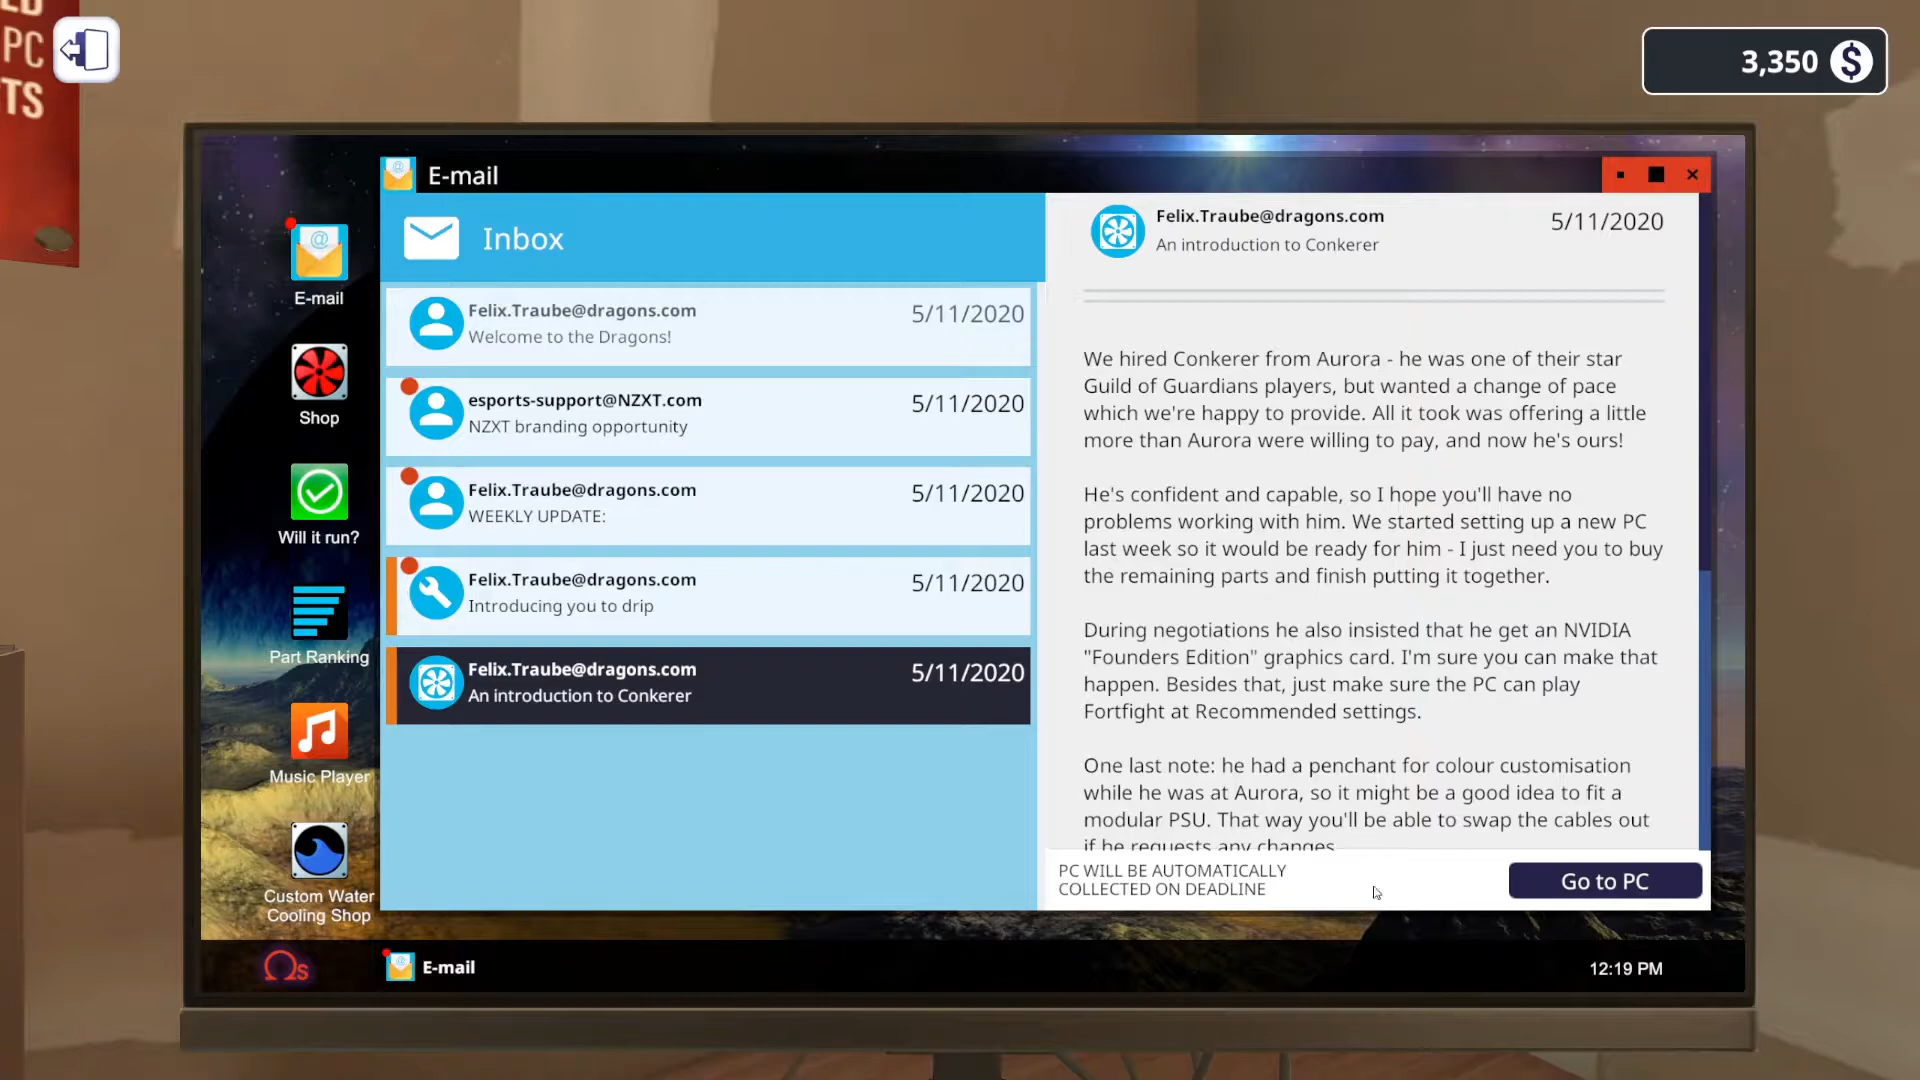 PC
TS
3,350 $
E-mail
Inbox
Felix.Traube@dragons.com
5/11/2020
Welcome to the Dragons!
esports-support@NZXT.com
5/11/2020
NZXT branding opportunity
Felix.Traube@dragons.com
5/11/2020
WEEKLY UPDATE:
Felix.Traube@dragons.com
5/11/2020
Introducing you to drip
Felix.Traube@dragons.com
5/11/2020
An introduction to Conkerer
Felix.Traube@dragons.com
5/11/2020
An introduction to Conkerer
We hired Conkerer from Aurora - he was one of their star
Guild of Guardians players, but wanted a change of pace
which we're happy to provide. All it took was offering a little
more than Aurora were willing to pay, and now he's ours!
He's confident and capable, so I hope you'll have no
problems working with him. We started setting up a new PC
last week so it would be ready for him - I just need you to buy
the remaining parts and finish putting it together.
During negotiations he also insisted that he get an NVIDIA
"Founders Edition" graphics card. I'm sure you can make that
happen. Besides that, just make sure the PC can play
Fortfight at Recommended settings.
One last note: he had a penchant for colour customisation
while he was at Aurora, so it might be a good idea to fit a
modular PSU. That way you'll be able to swap the cables out
if he requests any changes.
PC WILL BE AUTOMATICALLY
COLLECTED ON DEADLINE
Go to PC
E-mail
Shop
Will it run?
Part Ranking
Music Player
Custom Water
Cooling Shop
Ωs
E-mail
12:19 PM